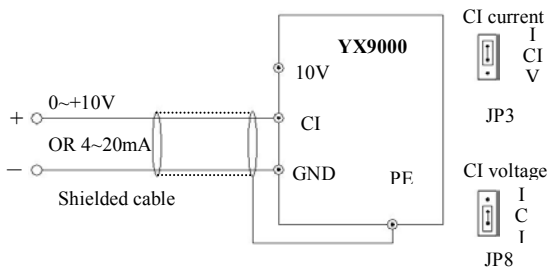 CI current
YX9000
I
CI
V
10V
0~+10V
+
CI
JP3
OR 4~20mA
−
GND
PE
CI voltage
Shielded cable
I
C
I
JP8